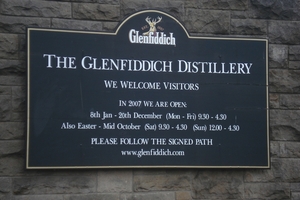 Glenfiddich
THE GLENFIDDICH DISTILLERY
WE WELCOME VISITORS
IN 2007 WE ARE OPEN:
8th Jan - 20th December (Mon - Fri) 9.30 - 4.30
Also Easter - Mid October (Sat) 9.30 - 4.30 (Sun) 12.00 - 4.30
PLEASE FOLLOW THE SIGNED PATH
www.glenfiddich.com